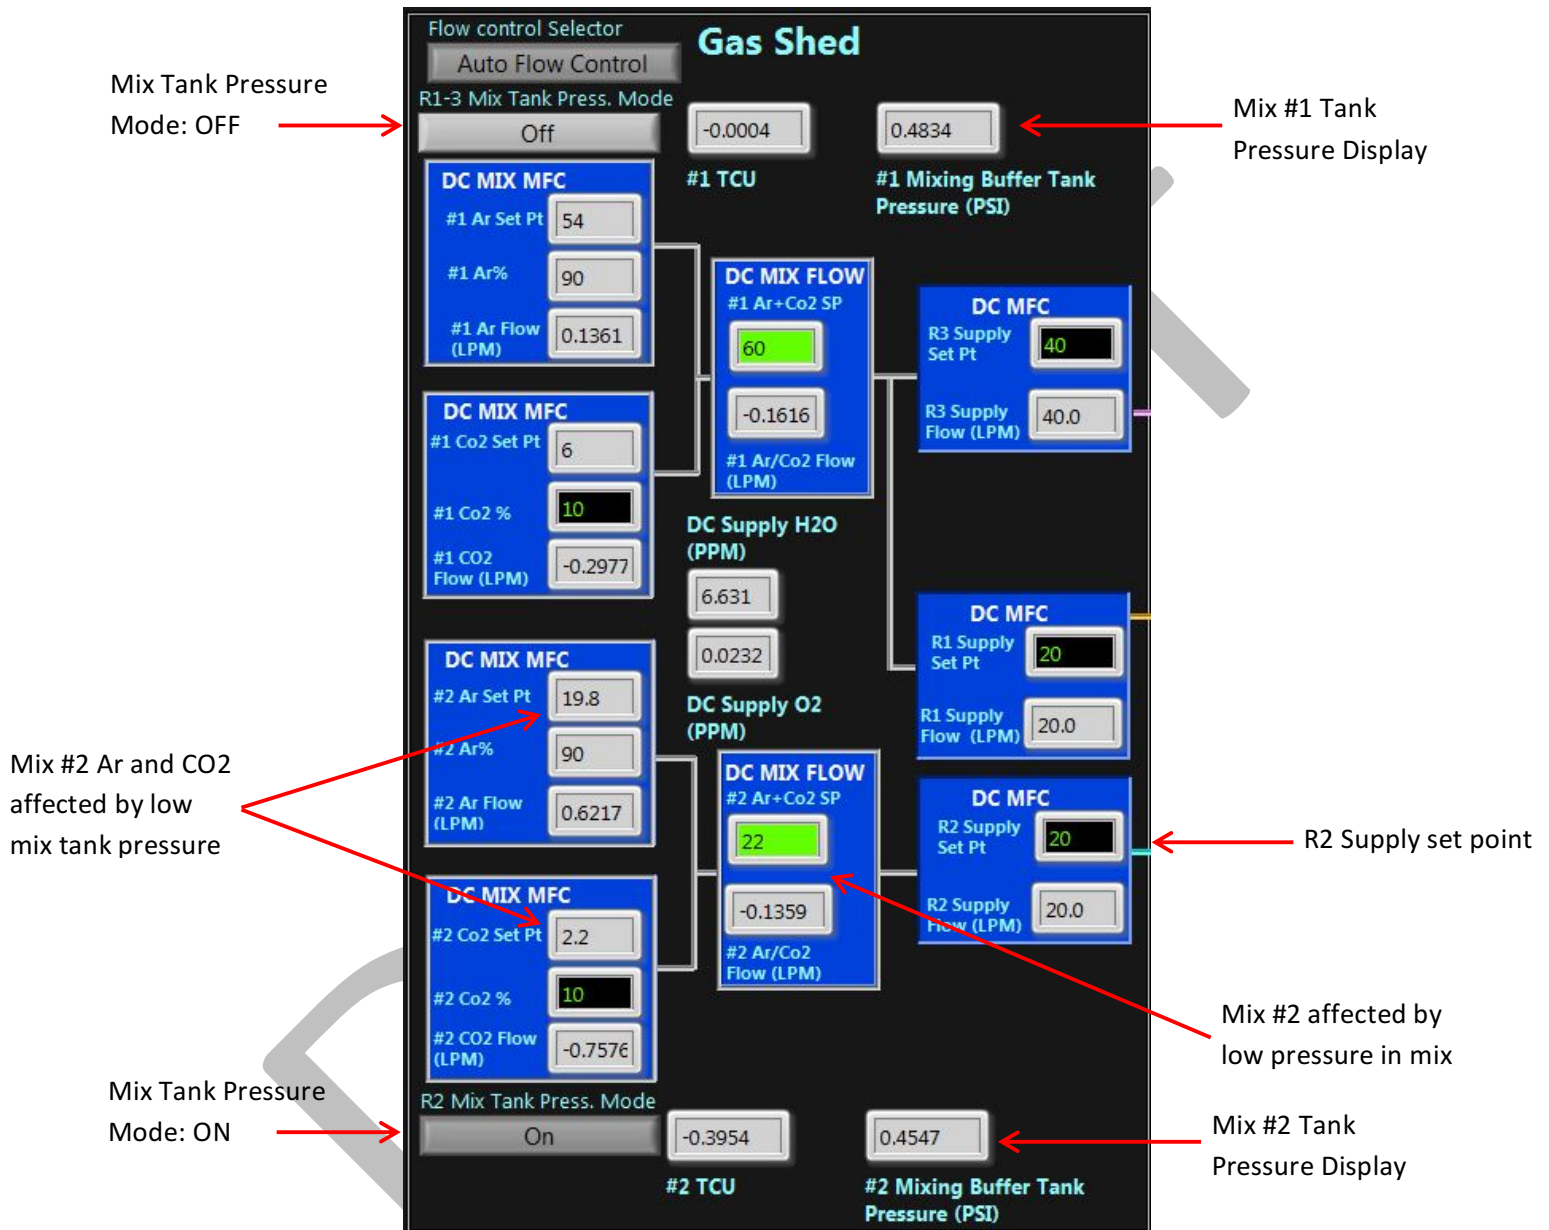 Flow control Selector
Auto Flow Control
Gas Shed
Mix Tank Pressure
Mode: OFF
R1-3 Mix Tank Press. Mode
Off
-0.0004
#1 TCU
0.4834
#1 Mixing Buffer Tank
Pressure (PSI)
Mix #1 Tank
Pressure Display
DC MIX MFC
#1 Ar Set Pt
54
#1 Ar%
90
#1 Ar Flow
(LPM)
0.1361
DC MIX FLOW
#1 Ar+Co2 SP
60
-0.1616
#1 Ar/Co2 Flow
(LPM)
DC MFC
R3 Supply
Set Pt
40
R3 Supply
Flow (LPM)
40.0
DC MIX MFC
#1 Co2 Set Pt
6
#1 Co2 %
10
#1 CO2
Flow (LPM)
-0.2977
DC Supply H2O
(PPM)
6.631
0.0232
DC Supply O2
(PPM)
DC MFC
R1 Supply
Set Pt
20
R1 Supply
Flow (LPM)
20.0
DC MIX MFC
#2 Ar Set Pt
19.8
#2 Ar%
90
#2 Ar Flow
(LPM)
0.6217
Mix #2 Ar and CO2
affected by low
mix tank pressure
DC MIX FLOW
#2 Ar+Co2 SP
22
-0.1359
#2 Ar/Co2
Flow (LPM)
DC MFC
R2 Supply
Set Pt
20
R2 Supply
Flow (LPM)
20.0
R2 Supply set point
DC MIX MFC
#2 Co2 Set Pt
2.2
#2 Co2 %
10
#2 CO2 Flow
(LPM)
-0.7576
Mix #2 affected by
low pressure in mix
Mix Tank Pressure
Mode: ON
R2 Mix Tank Press. Mode
On
-0.3954
#2 TCU
0.4547
#2 Mixing Buffer Tank
Pressure (PSI)
Mix #2 Tank
Pressure Display